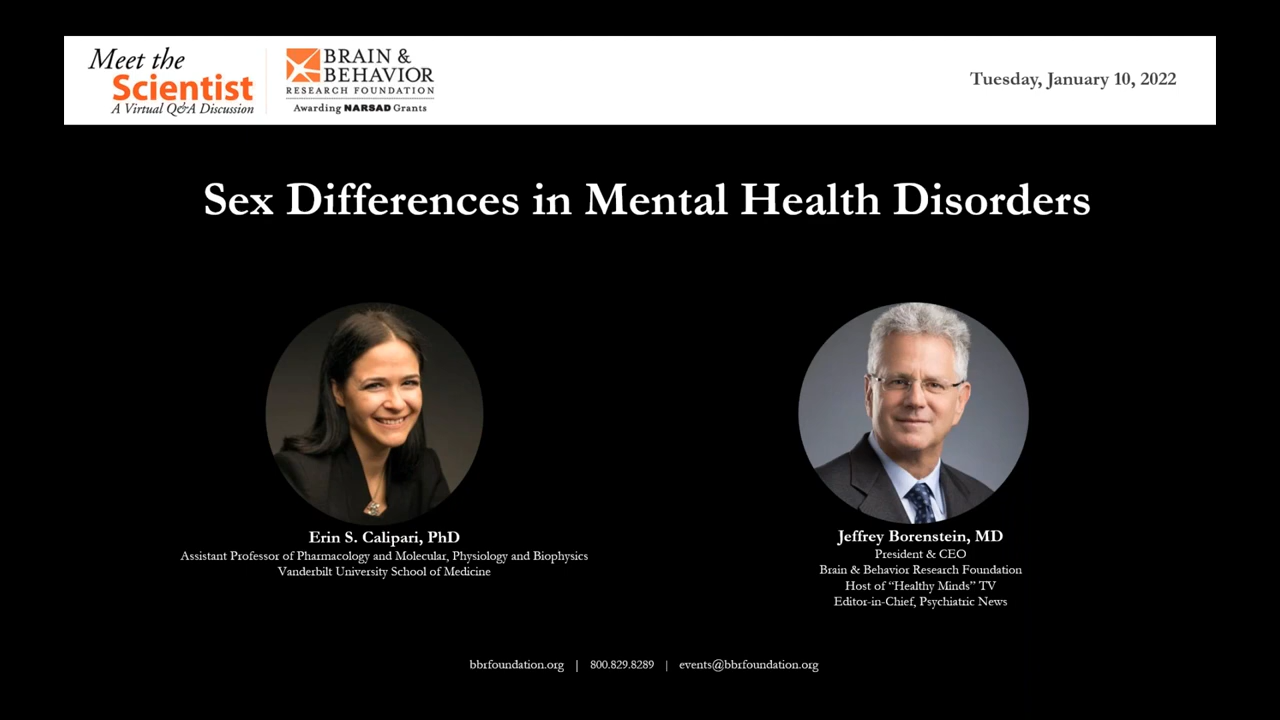 Meet the
Scientist
A Virtual Q&A Discussion
BRAIN &
BEHAVIOR
RESEARCH FOUNDATION
Awarding NARSAD Grants
Tuesday, January 10, 2022
Sex Differences in Mental Health Disorders
Erin S. Calipari, PhD
Assistant Professor of Pharmacology and Molecular, Physiology and Biophysics
Vanderbilt University School of Medicine
Jeffrey Borenstein, MD
President & CEO
Brain & Behavior Research Foundation
Host of “Healthy Minds” TV
Editor-in-Chief, Psychiatric News
bbrfoundation.org | 800.829.8289 | events@bbrfoundation.org